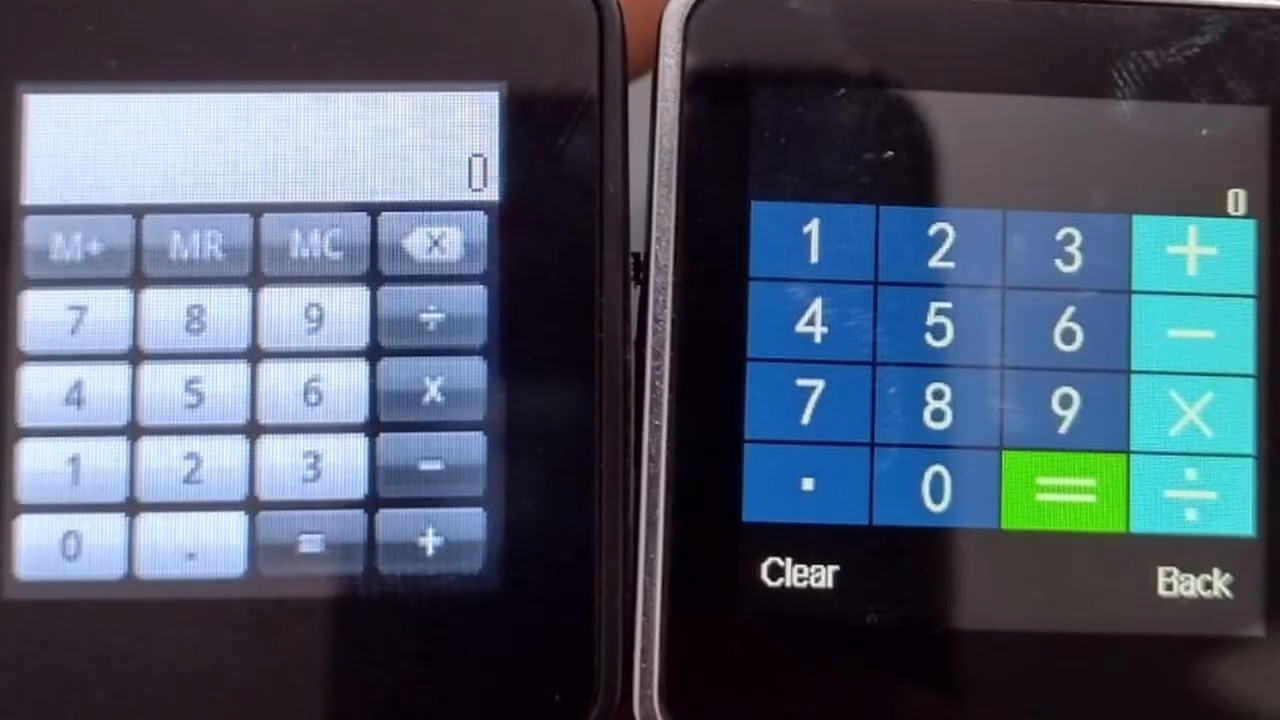 0
M+ MR MC X
7 8 9 ÷
4 5 6 X
1 2 3 -
0 . = +
0
1 2 3 +
4 5 6 −
7 8 9 ×
. 0 = ÷
Clear Back